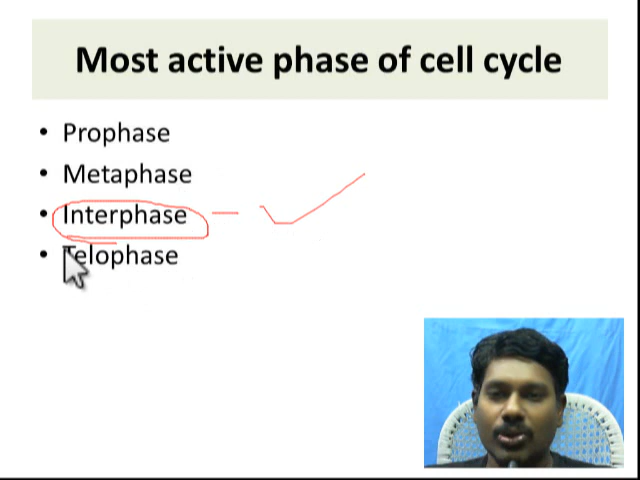 Most active phase of cell cycle
• Prophase
• Metaphase
• Interphase
• Telophase